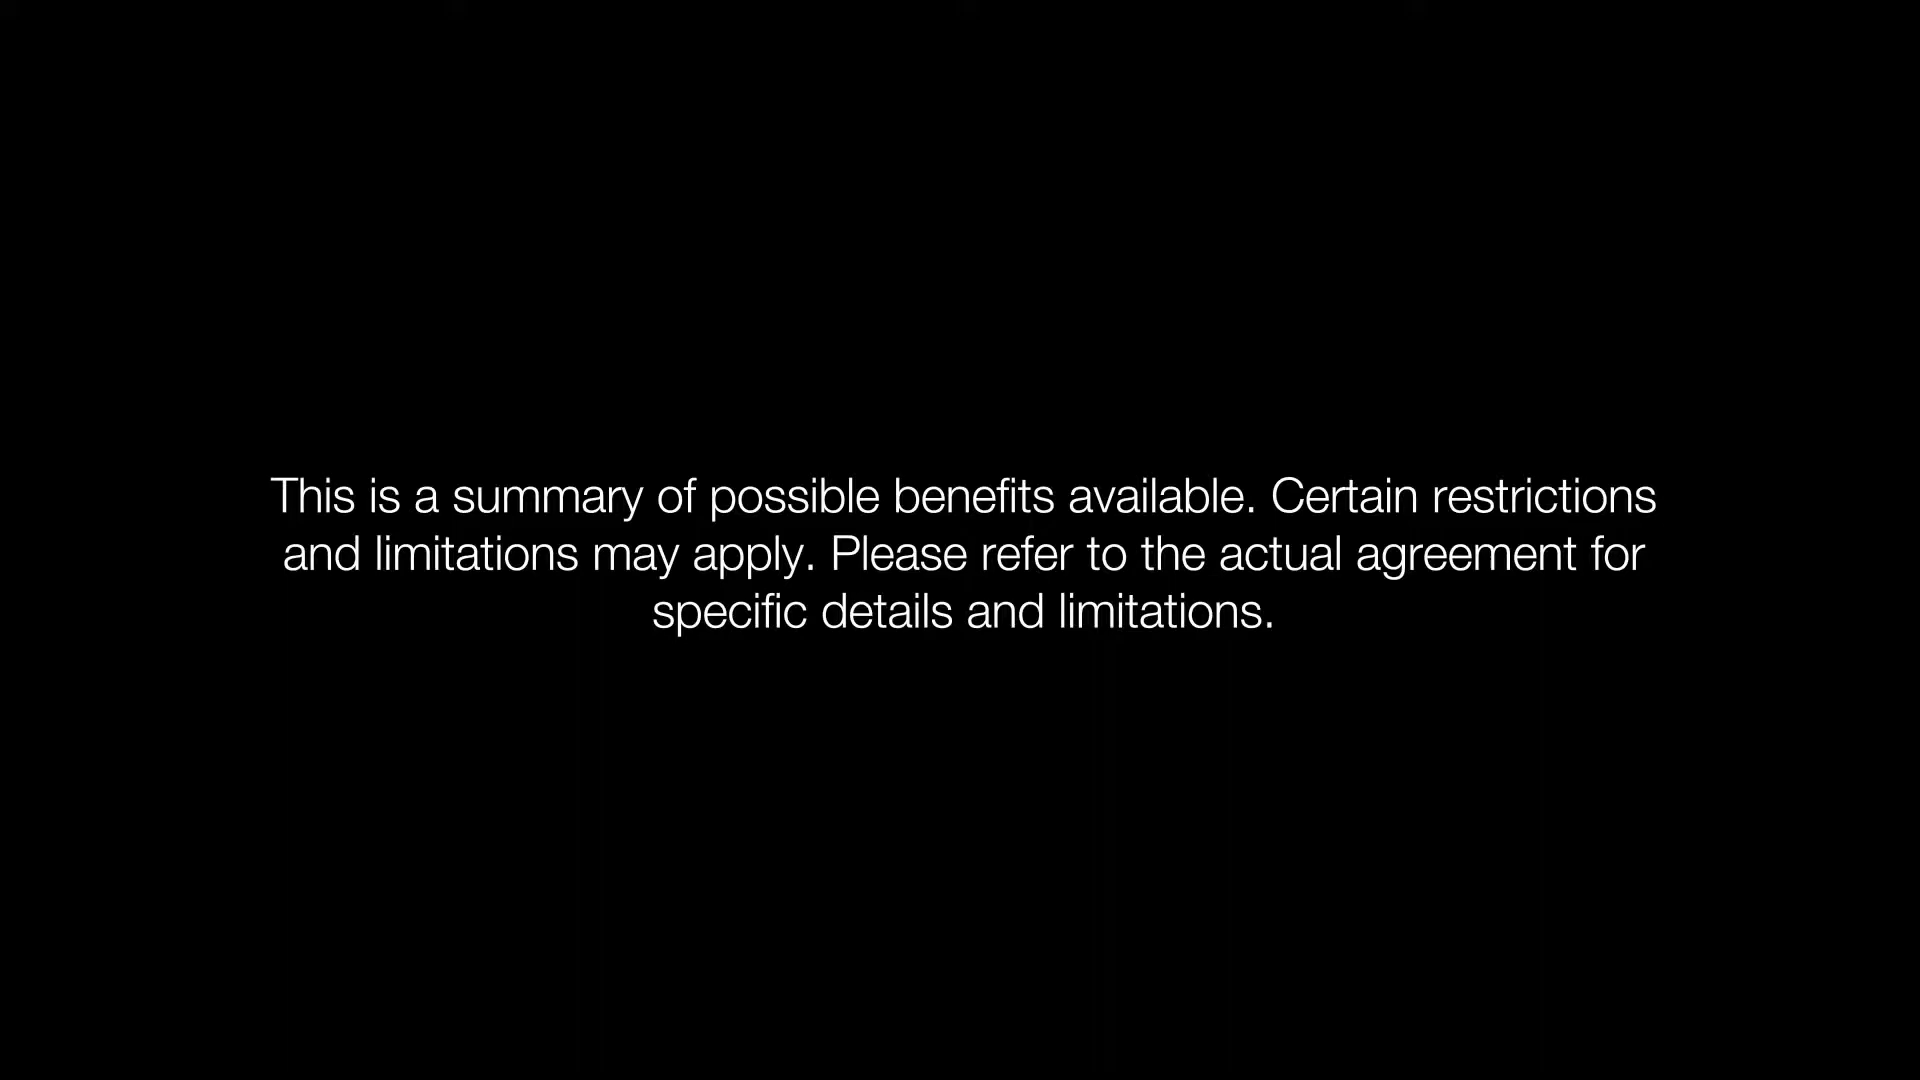 This is a summary of possible benefits available. Certain restrictions
and limitations may apply. Please refer to the actual agreement for
specific details and limitations.